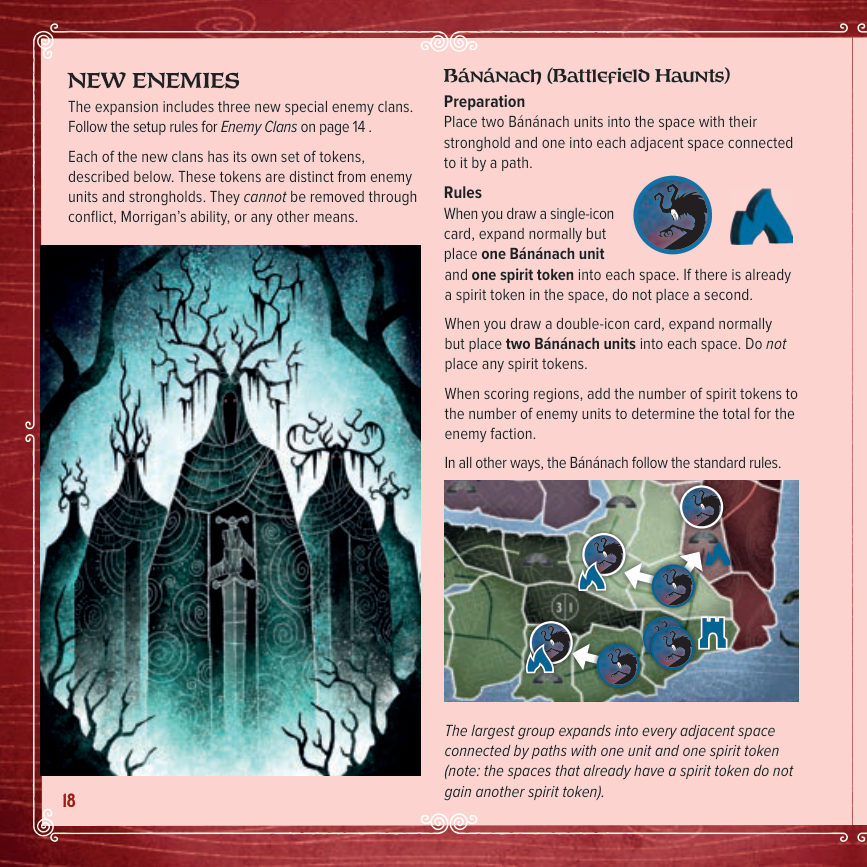 NEW ENEMIES
The expansion includes three new special enemy clans.
Follow the setup rules for Enemy Clans on page 14 .
Each of the new clans has its own set of tokens,
described below. These tokens are distinct from enemy
units and strongholds. They cannot be removed through
conflict, Morrigan's ability, or any other means.
18
Bánánach (Battlefield Haunts)
Preparation
Place two Bánánach units into the space with their
stronghold and one into each adjacent space connected
to it by a path.
Rules
When you draw a single-icon
card, expand normally but
place one Bánánach unit
and one spirit token into each space. If there is already
a spirit token in the space, do not place a second.
When you draw a double-icon card, expand normally
but place two Bánánach units into each space. Do not
place any spirit tokens.
When scoring regions, add the number of spirit tokens to
the number of enemy units to determine the total for the
enemy faction.
In all other ways, the Bánánach follow the standard rules.
3 1
The largest group expands into every adjacent space
connected by paths with one unit and one spirit token
(note: the spaces that already have a spirit token do not
gain another spirit token).